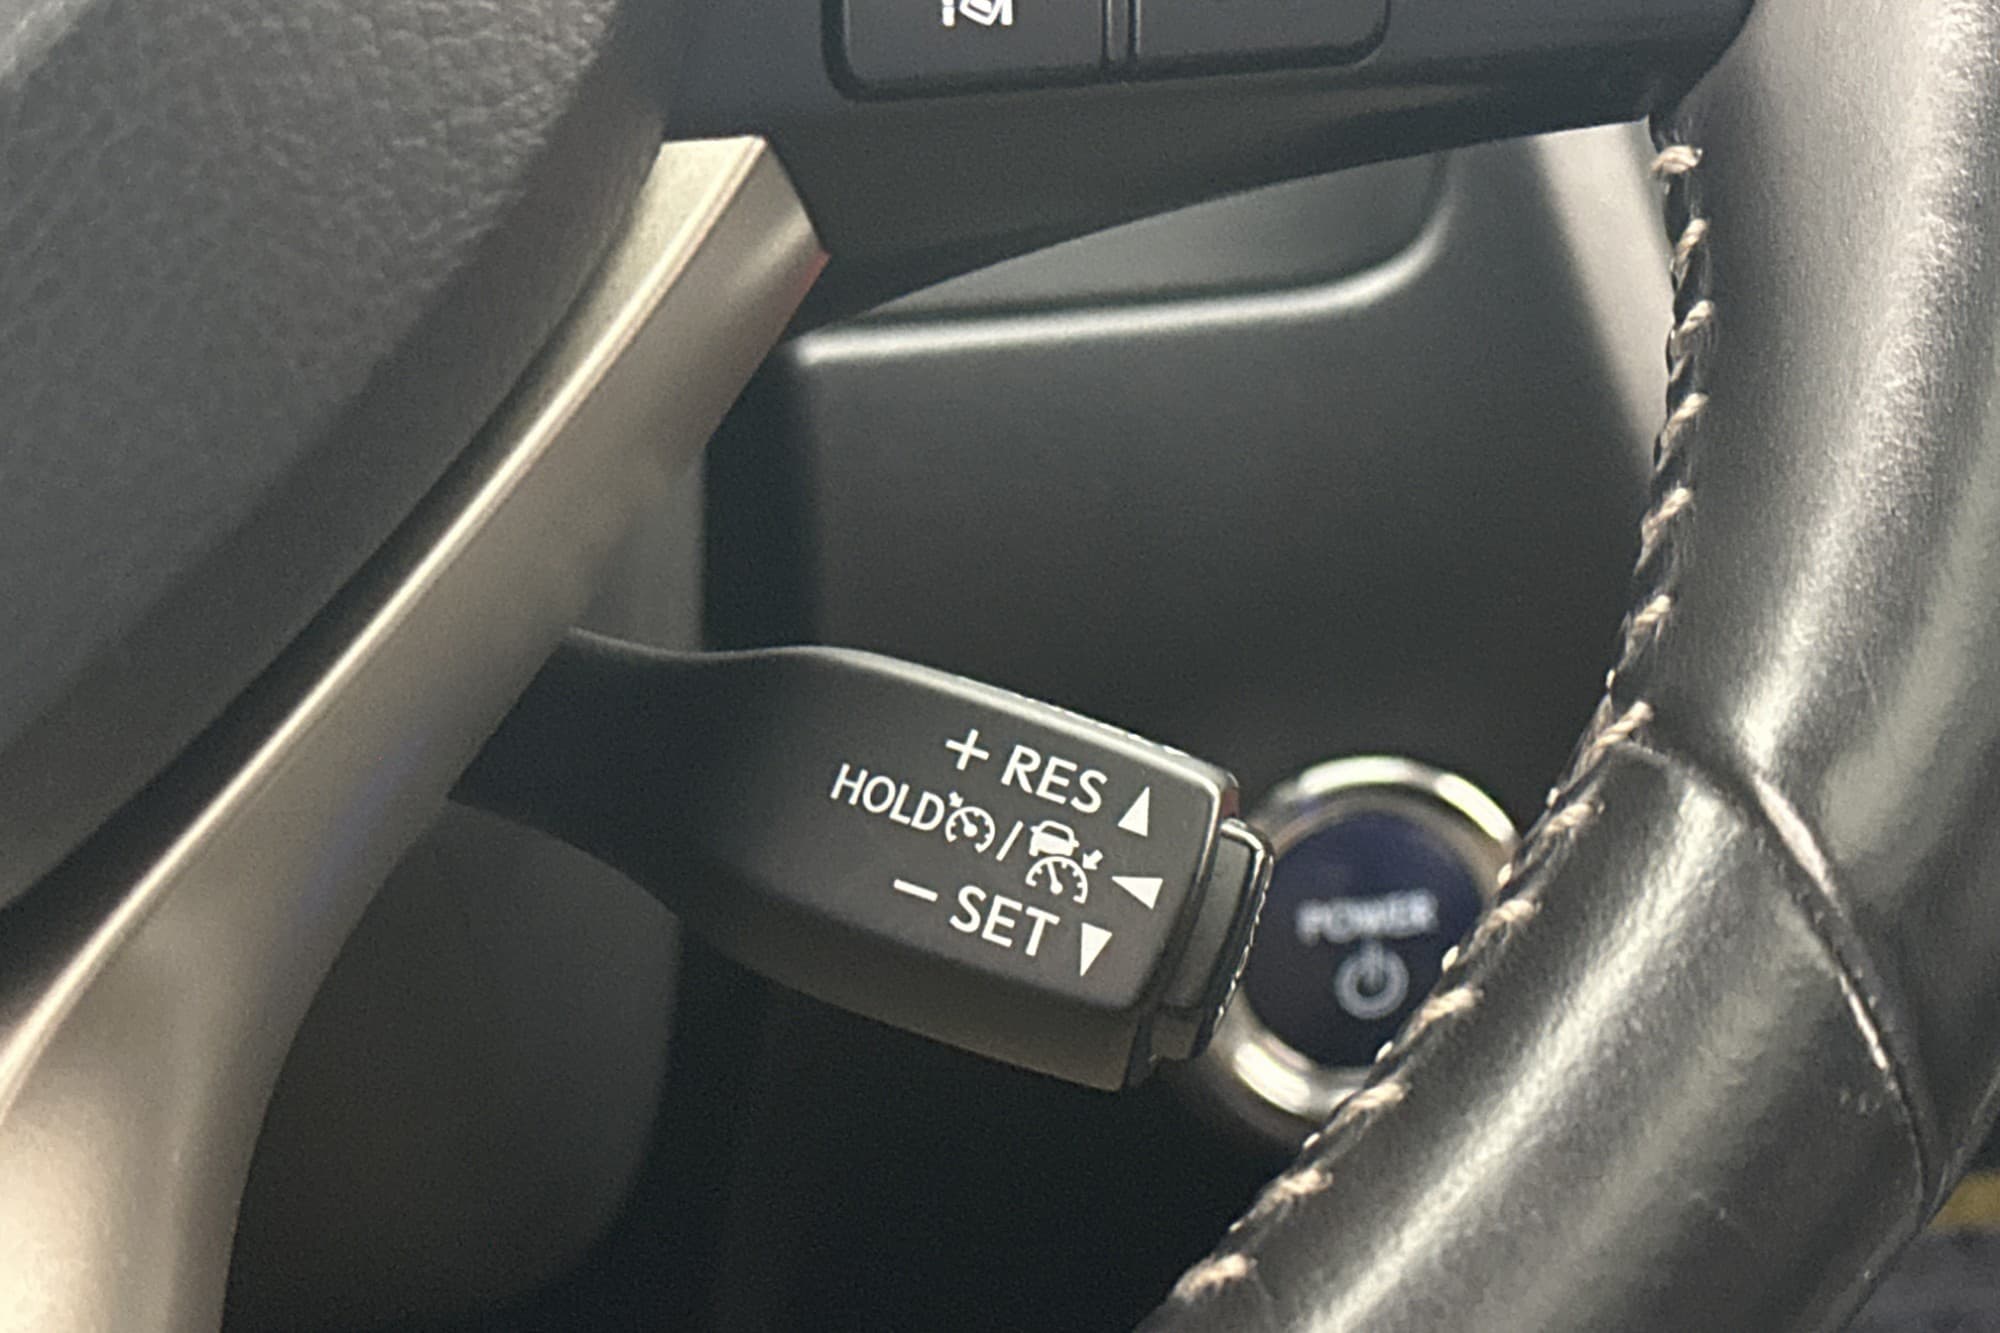 + RES
HOLD /
− SET
POWER